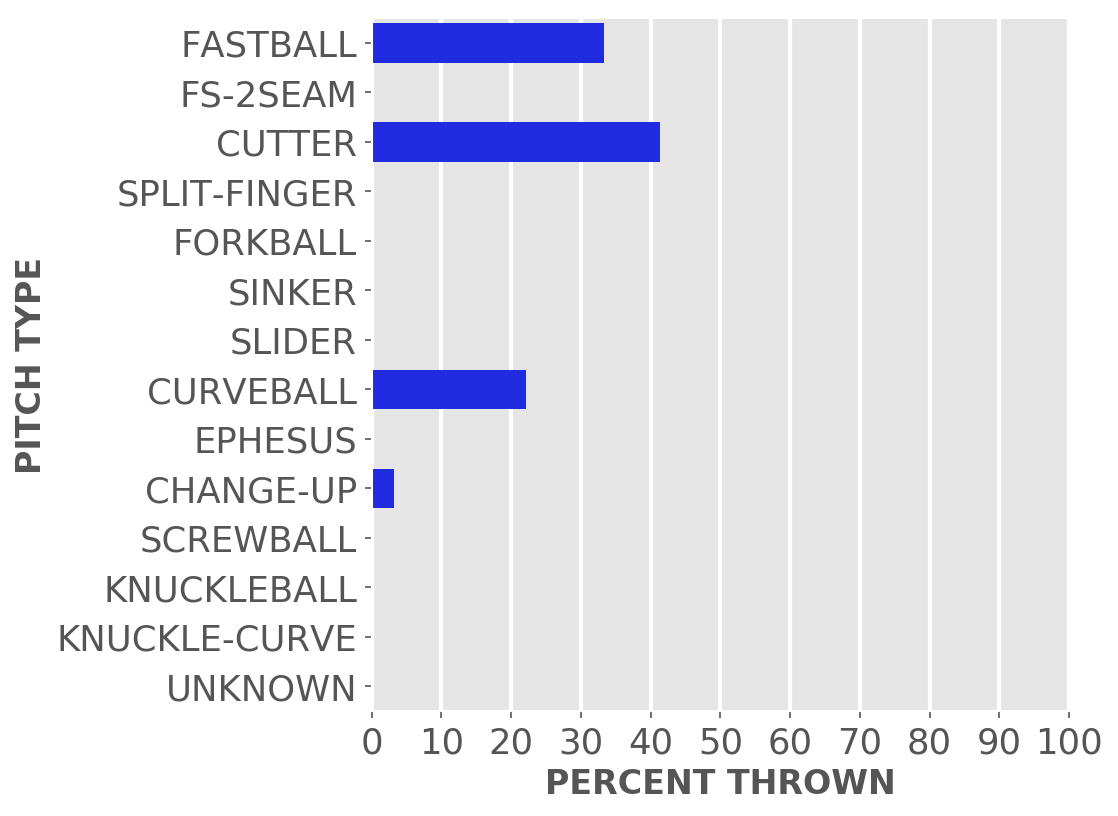 FASTBALL
FS-2SEAM
CUTTER
SPLIT-FINGER
FORKBALL
SINKER
SLIDER
CURVEBALL
EPHESUS
CHANGE-UP
SCREWBALL
KNUCKLEBALL
KNUCKLE-CURVE
UNKNOWN
PITCH TYPE
0 10 20 30 40 50 60 70 80 90 100
PERCENT THROWN